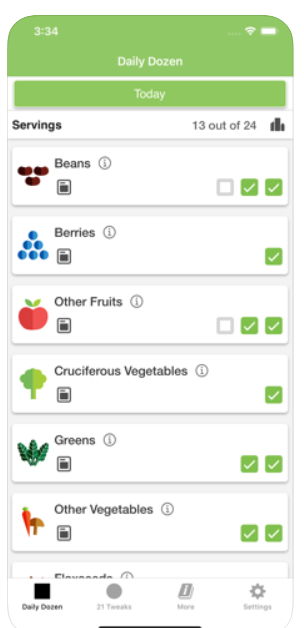 3:34
Daily Dozen
Today
Servings 13 out of 24
Beans
Berries
Other Fruits
Cruciferous Vegetables
Greens
Other Vegetables
Flaxseeds
Daily Dozen 21 Tweaks More Settings